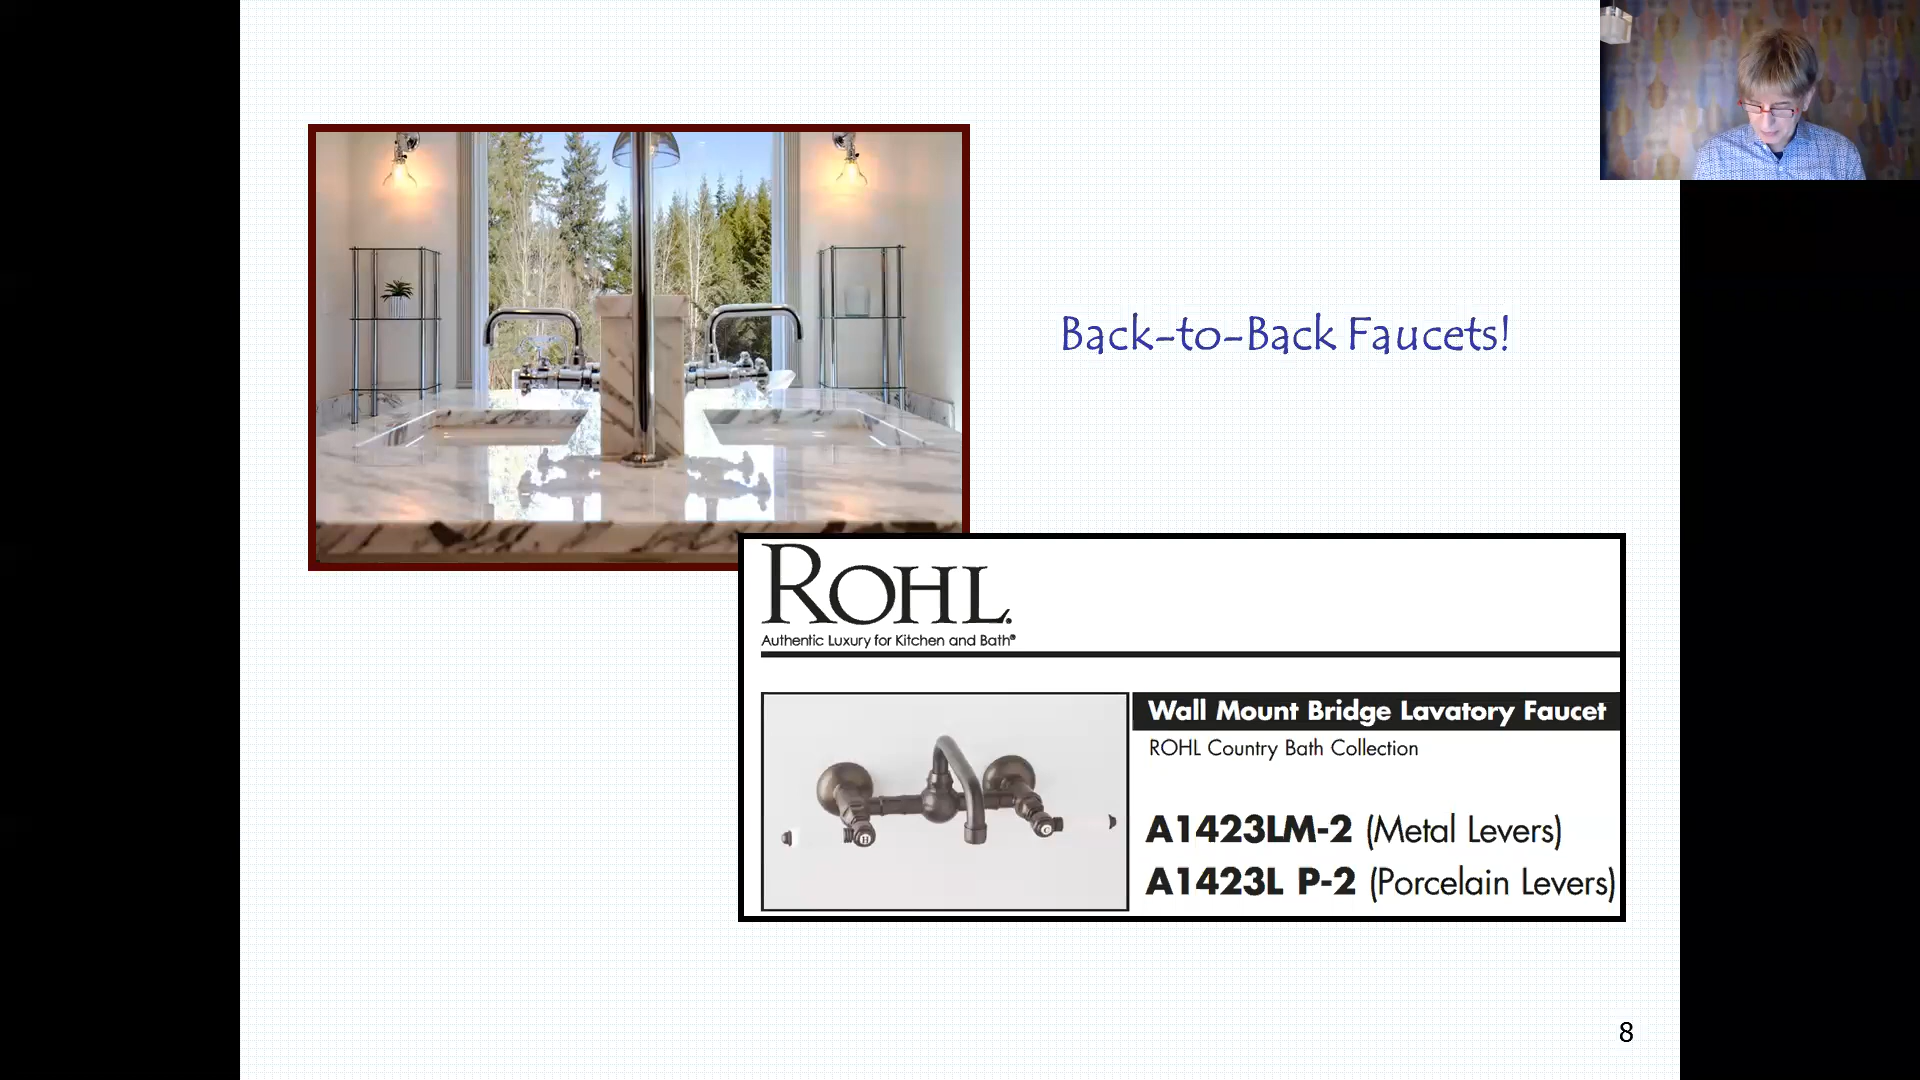 Back-to-Back Faucets!
ROHL.
Authentic Luxury for Kitchen and Bath®
Wall Mount Bridge Lavatory Faucet
ROHL Country Bath Collection
A1423LM-2 (Metal Levers)
A1423L P-2 (Porcelain Levers)
H
C
8